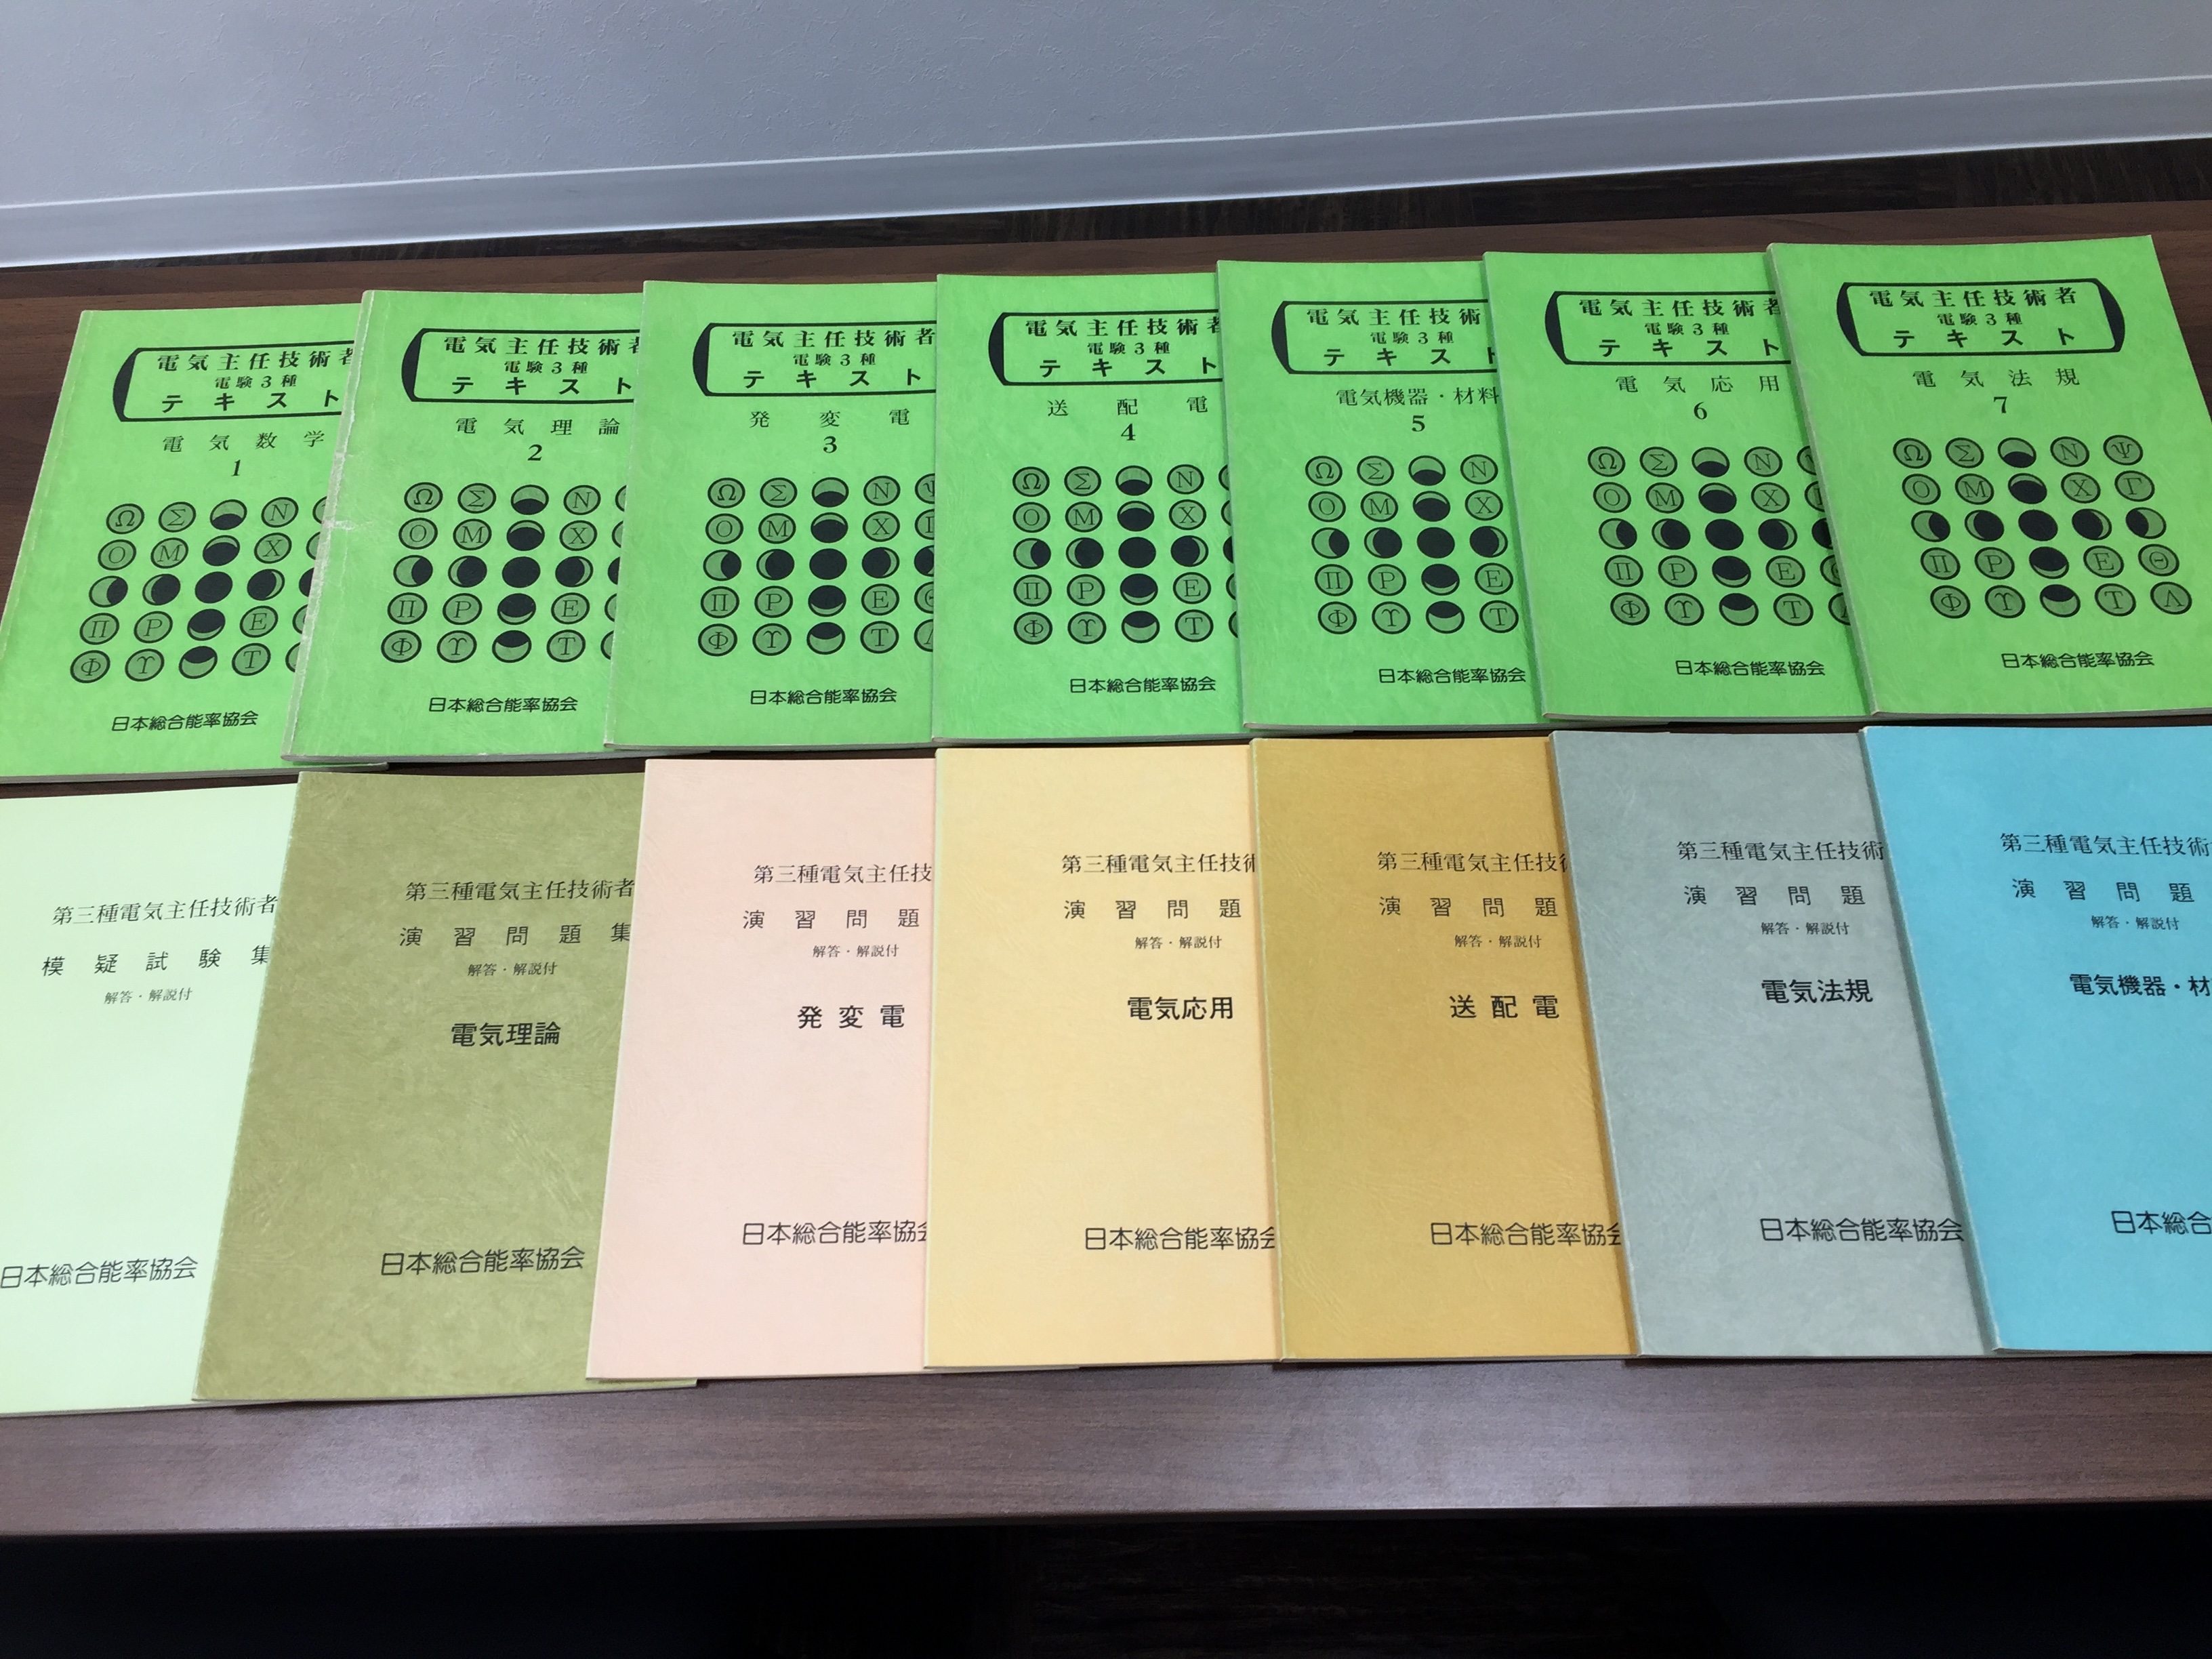 電気主任技術者
電験3種
テキスト
電気数学
1
Ω Σ N
O M X
Π P E
Φ ϒ T
日本総合能率協会
電気主任技術者
電験3種
テキスト
電気理論
2
Ω Σ N
O M X
Π P E
Φ ϒ T
日本総合能率協会
電気主任技術者
電験3種
テキスト
発変電
3
Ω Σ N Ψ
O M X Γ
Π P E Θ
Φ ϒ T Λ
日本総合能率協会
電気主任技術者
電験3種
テキスト
送配電
4
Ω Σ N
O M X
Π P E
Φ ϒ T
日本総合能率協会
電気主任技術
電験3種
テキスト
電気機器・材料
5
Ω Σ N
O M X
Π P E
Φ ϒ T
日本総合能率協会
電気主任技術者
電験3種
テキスト
電気応用
6
Ω Σ N
O M X
Π P E
Φ ϒ T
日本総合能率協会
電気主任技術者
電験3種
テキスト
電気法規
7
Ω Σ N Ψ
O M X Γ
Π P E Θ
Φ ϒ T Λ
日本総合能率協会
第三種電気主任技術者
模疑試験集
解答・解説付
日本総合能率協会
第三種電気主任技術者
演習問題集
解答・解説付
電気理論
日本総合能率協会
第三種電気主任技
演習問題
解答・解説付
発変電
日本総合能率協会
第三種電気主任技術
演習問題
解答・解説付
電気応用
日本総合能率協会
第三種電気主任技術
演習問題
解答・解説付
送配電
日本総合能率協会
第三種電気主任技術
演習問題
解答・解説付
電気法規
日本総合能率協会
第三種電気主任技術
演習問題
解答・解説付
電気機器・材
日本総合